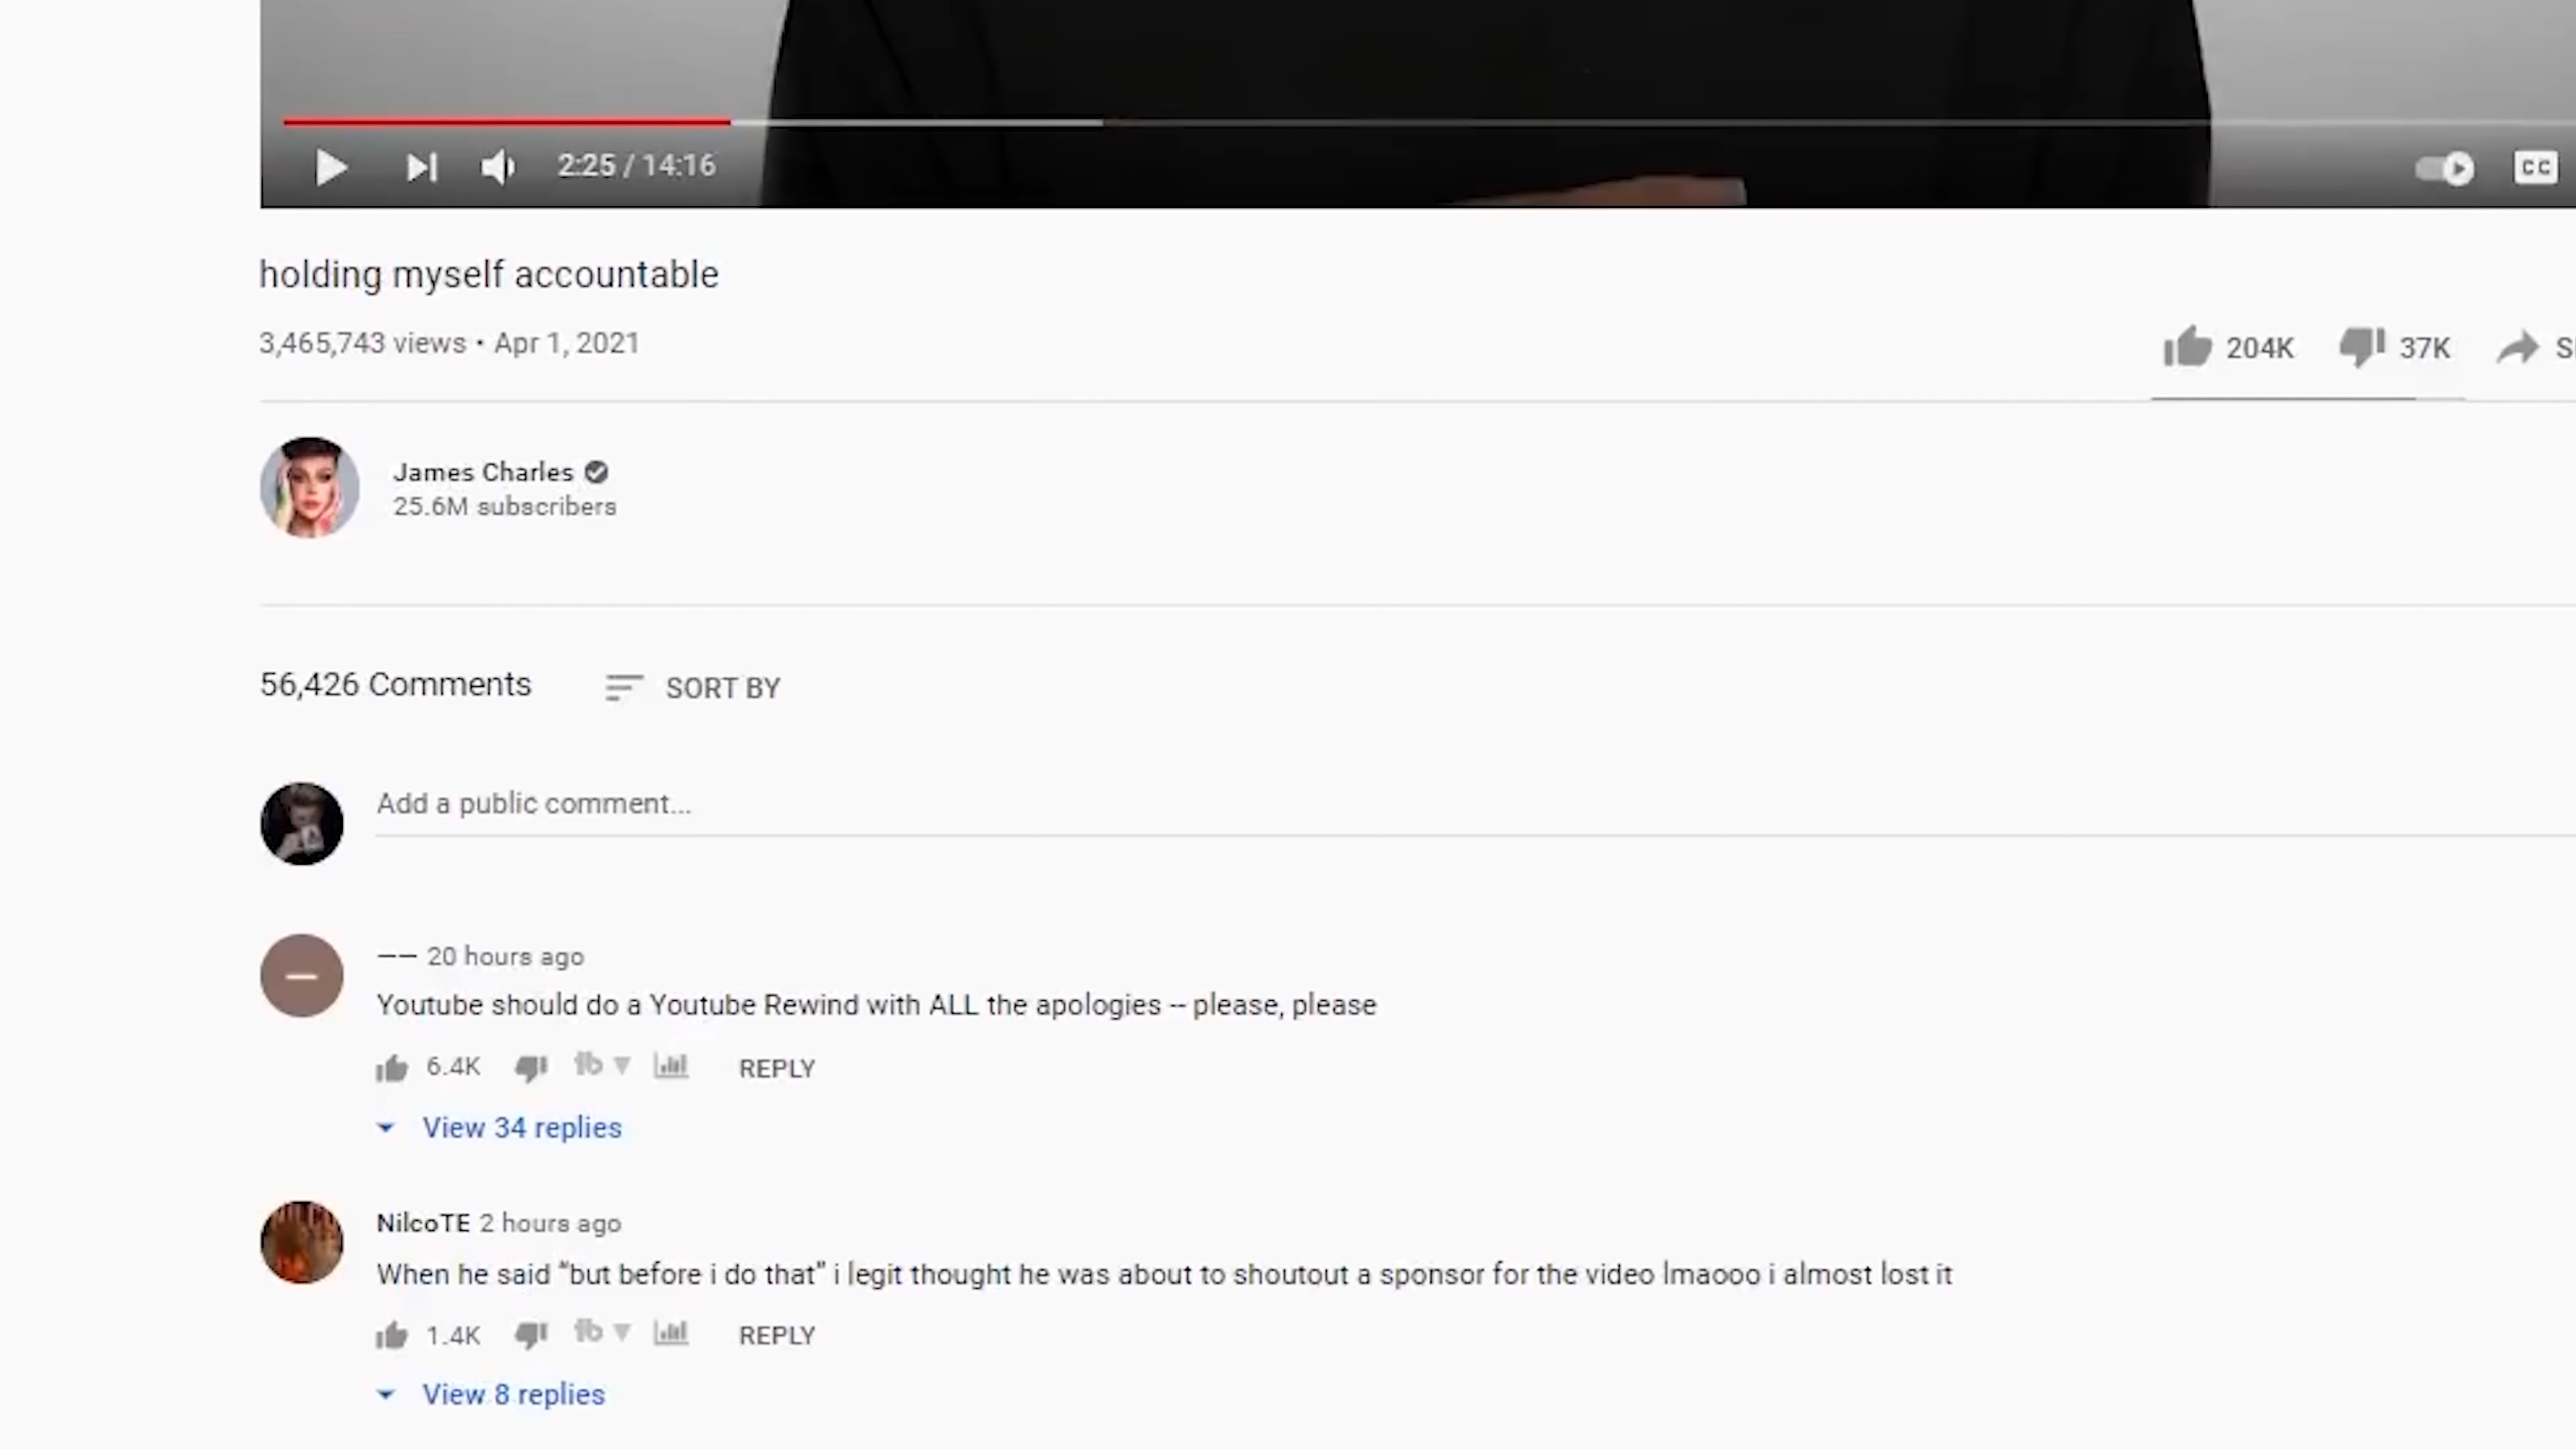 2:25 / 14:16
CC
holding myself accountable
3,465,743 views • Apr 1, 2021
204K
37K
James Charles
25.6M subscribers
56,426 Comments
SORT BY
Add a public comment...
—— 20 hours ago
Youtube should do a Youtube Rewind with ALL the apologies -- please, please
6.4K
REPLY
View 34 replies
NilcoTE 2 hours ago
When he said “but before i do that” i legit thought he was about to shoutout a sponsor for the video lmaooo i almost lost it
1.4K
REPLY
View 8 replies